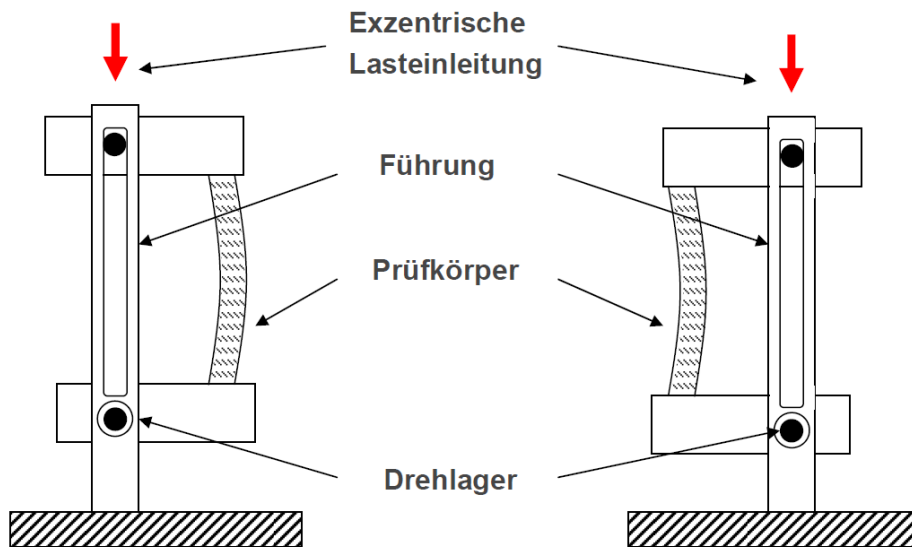 Exzentrische
Lasteinleitung
Führung
Prüfkörper
Drehlager